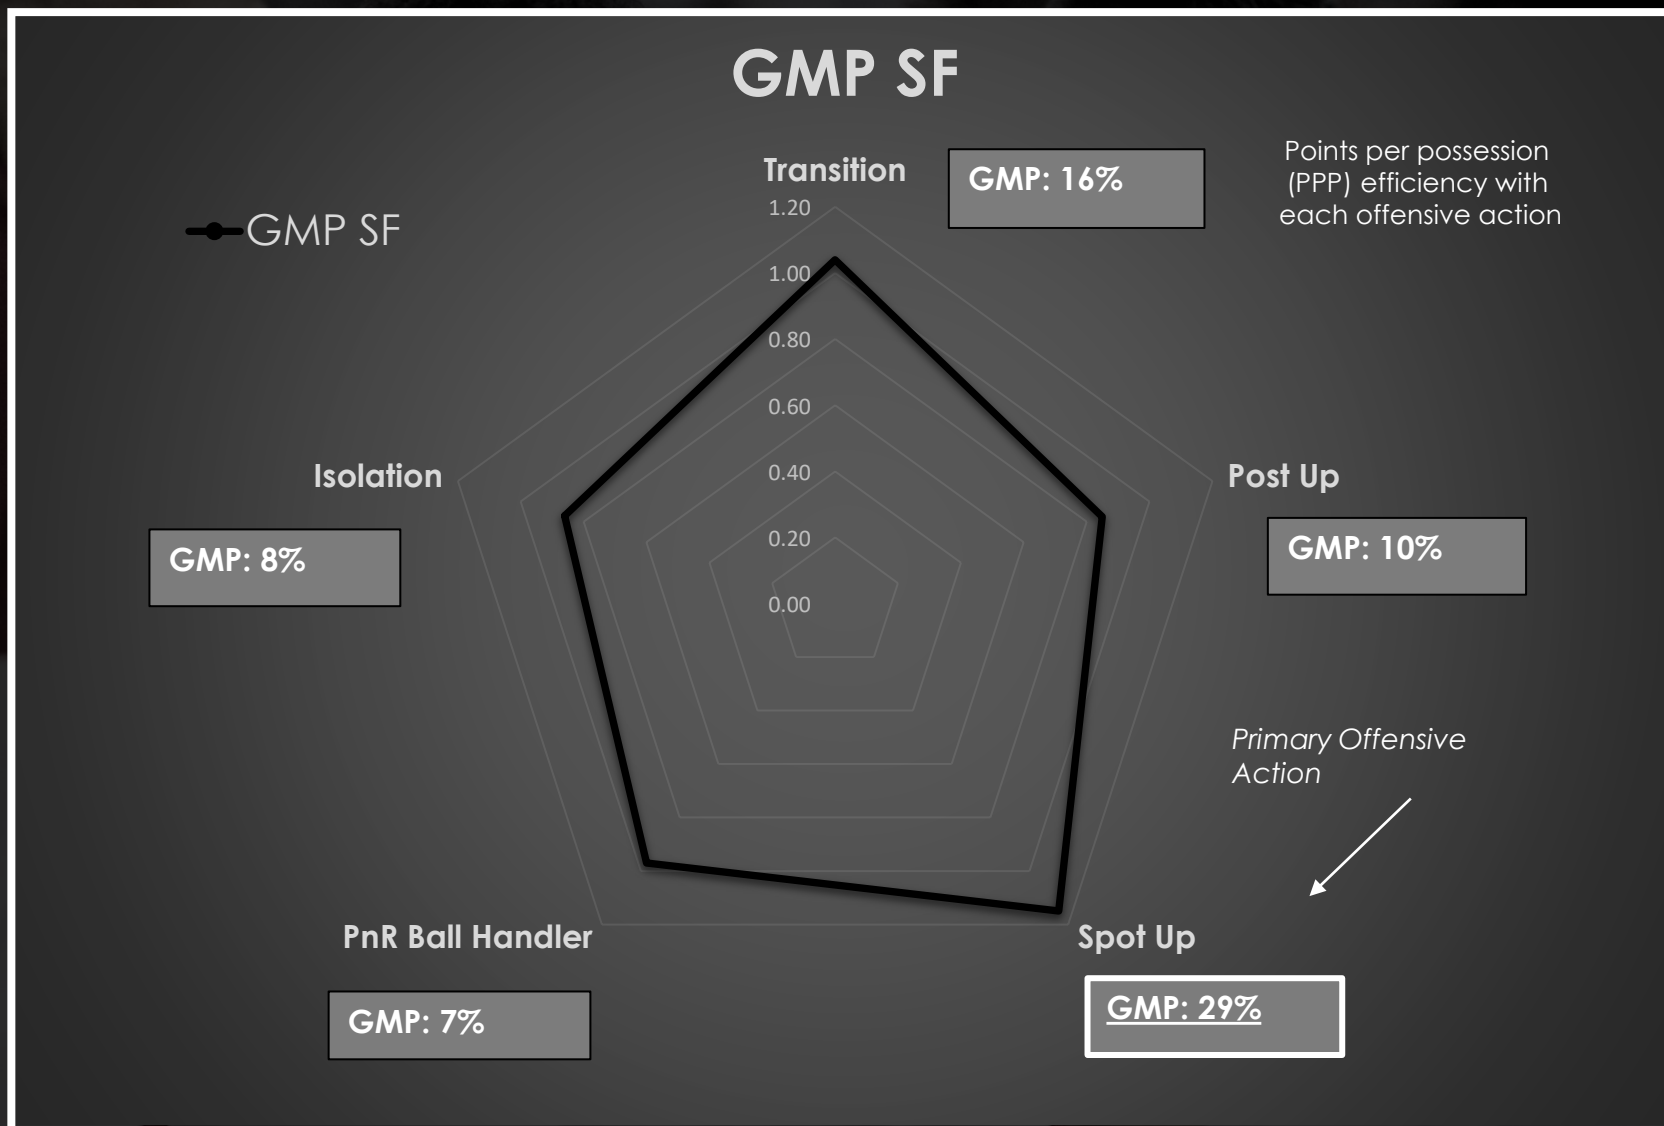 GMP SF
Transition
GMP: 16%
Points per possession
(PPP) efficiency with
each offensive action
GMP SF
1.20
1.00
0.80
0.60
0.40
0.20
0.00
Isolation
GMP: 8%
Post Up
GMP: 10%
Primary Offensive
Action
PnR Ball Handler
GMP: 7%
Spot Up
GMP: 29%